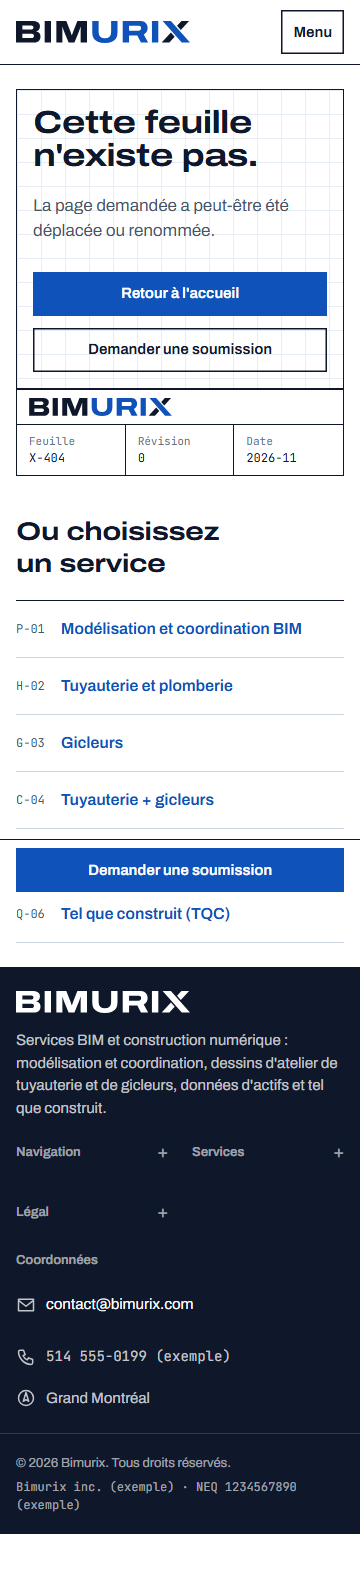 BIMURIX
Menu
Cette feuille
n'existe pas.
La page demandée a peut-être été
déplacée ou renommée.
Retour à l'accueil
Demander une soumission
BIMURIX
Feuille
X-404
Révision
0
Date
2026-11
Ou choisissez
un service
P-01 Modélisation et coordination BIM
H-02 Tuyauterie et plomberie
G-03 Gicleurs
C-04 Tuyauterie + gicleurs
Demander une soumission
Q-06 Tel que construit (TQC)
BIMURIX
Services BIM et construction numérique :
modélisation et coordination, dessins d'atelier de
tuyauterie et de gicleurs, données d'actifs et tel
que construit.
Navigation +
Services +
Légal +
Coordonnées
contact@bimurix.com
514 555-0199 (exemple)
Grand Montréal
© 2026 Bimurix. Tous droits réservés.
Bimurix inc. (exemple) · NEQ 1234567890
(exemple)